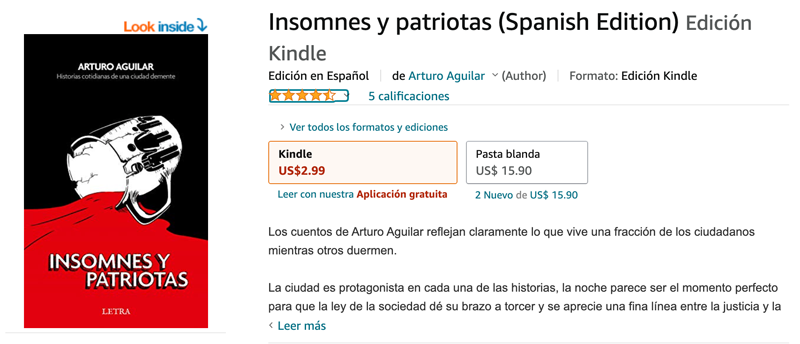 Look inside
ARTURO AGUILAR
Historias cotidianas de una ciudad demente
INSOMNES Y
PATRIOTAS
LETRA
Insomnes y patriotas (Spanish Edition) Edición
Kindle
Edición en Español de Arturo Aguilar (Author) Formato: Edición Kindle
5 calificaciones
Ver todos los formatos y ediciones
Kindle
US$2.99
Leer con nuestra Aplicación gratuita
Pasta blanda
US$ 15.90
2 Nuevo de US$ 15.90
Los cuentos de Arturo Aguilar reflejan claramente lo que vive una fracción de los ciudadanos
mientras otros duermen.
La ciudad es protagonista en cada una de las historias, la noche parece ser el momento perfecto
para que la ley de la sociedad dé su brazo a torcer y se aprecie una fina línea entre la justicia y la
Leer más